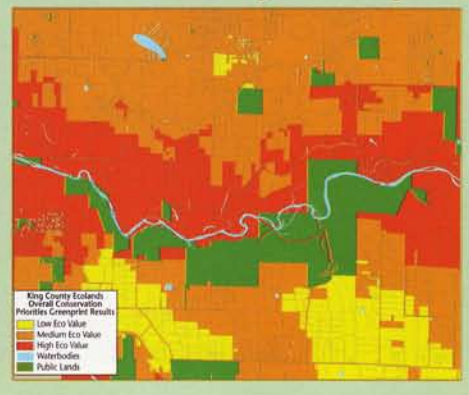 King County Ecolands
Overall Conservation
Priorities Greenprint Results
Low Eco Value
Medium Eco Value
High Eco Value
Waterbodies
Public Lands